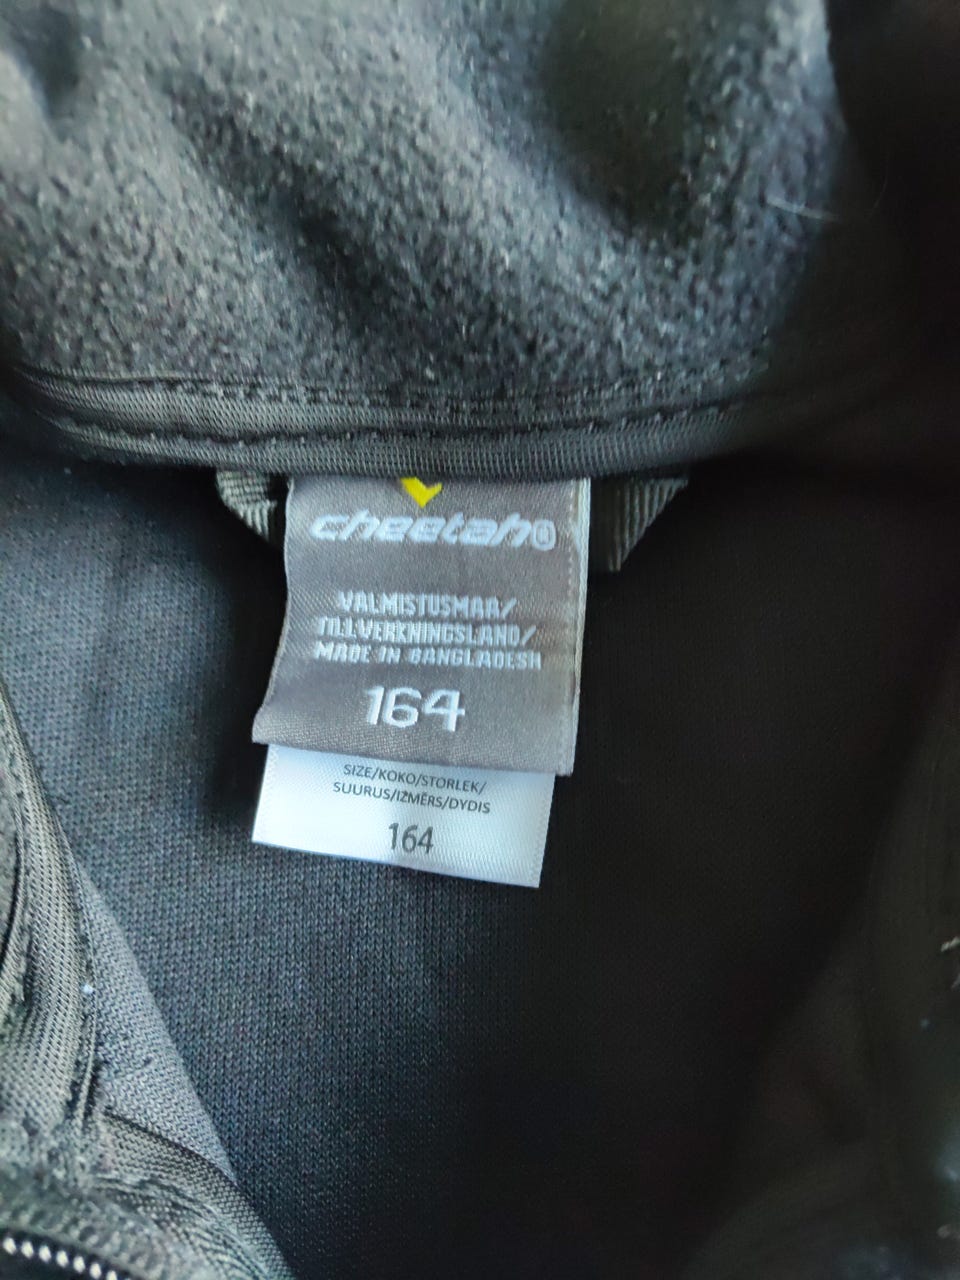 cheetah®
VALMISTUSMAA/
TILLVERKNINGSLAND/
MADE IN BANGLADESH
164
SIZE/KOKO/STORLEK/
SUURUS/IZMĒRS/DYDIS
164